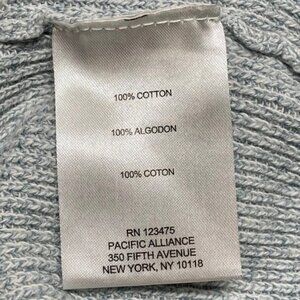 100% COTTON
100% ALGODON
100% COTON
RN 123475
PACIFIC ALLIANCE
350 FIFTH AVENUE
NEW YORK, NY 10118